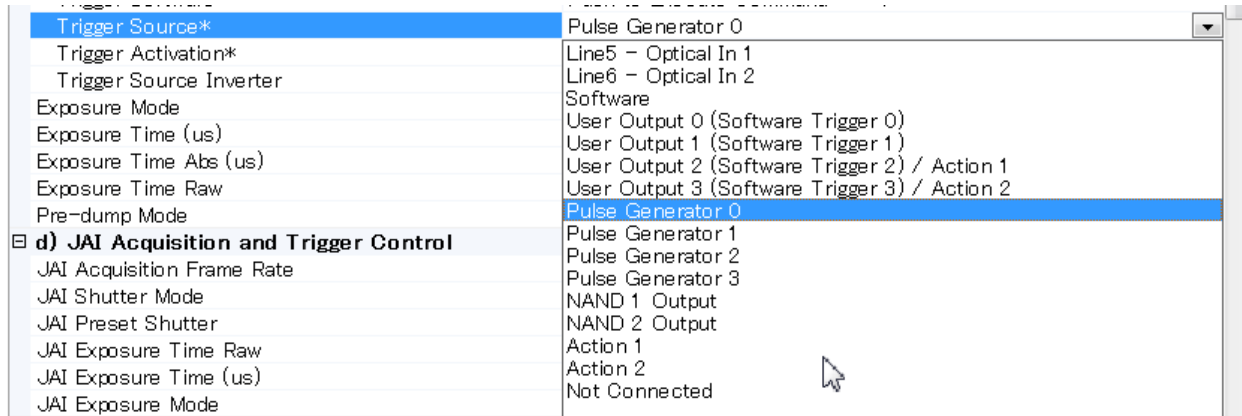 Trigger Source* Pulse Generator 0
Trigger Activation*
Trigger Source Inverter
Exposure Mode
Exposure Time (us)
Exposure Time Abs (us)
Exposure Time Raw
Pre-dump Mode
d) JAI Acquisition and Trigger Control
JAI Acquisition Frame Rate
JAI Shutter Mode
JAI Preset Shutter
JAI Exposure Time Raw
JAI Exposure Time (us)
JAI Exposure Mode
Line5 - Optical In 1
Line6 - Optical In 2
Software
User Output 0 (Software Trigger 0)
User Output 1 (Software Trigger 1)
User Output 2 (Software Trigger 2) / Action 1
User Output 3 (Software Trigger 3) / Action 2
Pulse Generator 0
Pulse Generator 1
Pulse Generator 2
Pulse Generator 3
NAND 1 Output
NAND 2 Output
Action 1
Action 2
Not Connected